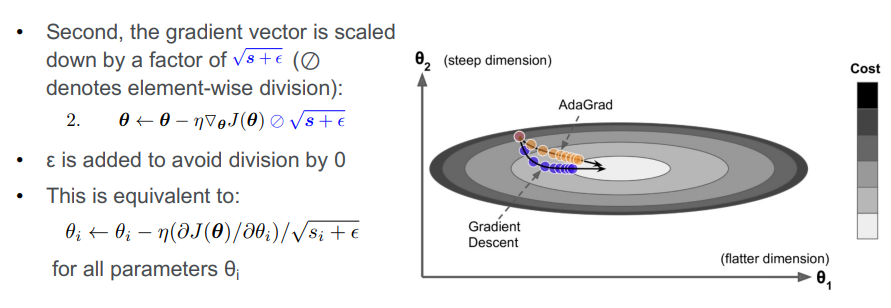 • Second, the gradient vector is scaled
down by a factor of √s + ϵ (⊘
denotes element-wise division):
2. θ ← θ − η∇θJ(θ) ⊘ √s + ϵ
• ε is added to avoid division by 0
• This is equivalent to:
θi ← θi − η(∂J(θ)/∂θi)/√si + ϵ
for all parameters θi
θ2 (steep dimension)
Cost
AdaGrad
Gradient
Descent
(flatter dimension)
θ1